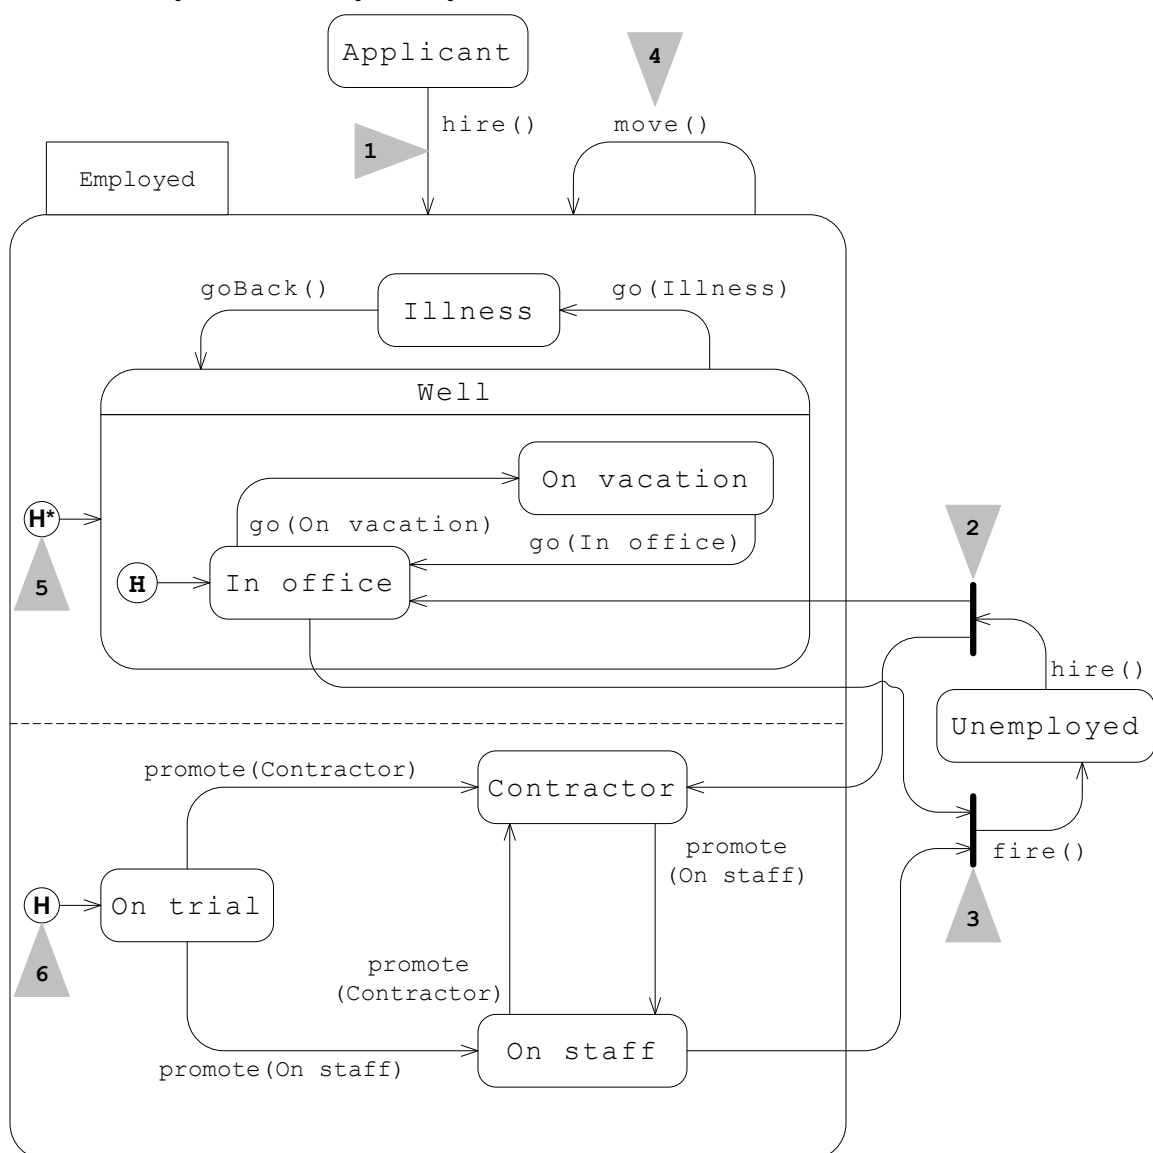 Applicant
4
hire()
move()
1
Employed
goBack()
Illness
go(Illness)
Well
On vacation
H*
go(On vacation)
go(In office)
2
5
H
In office
hire()
Unemployed
promote(Contractor)
Contractor
promote
(On staff)
fire()
H
On trial
3
6
promote
(Contractor)
On staff
promote(On staff)